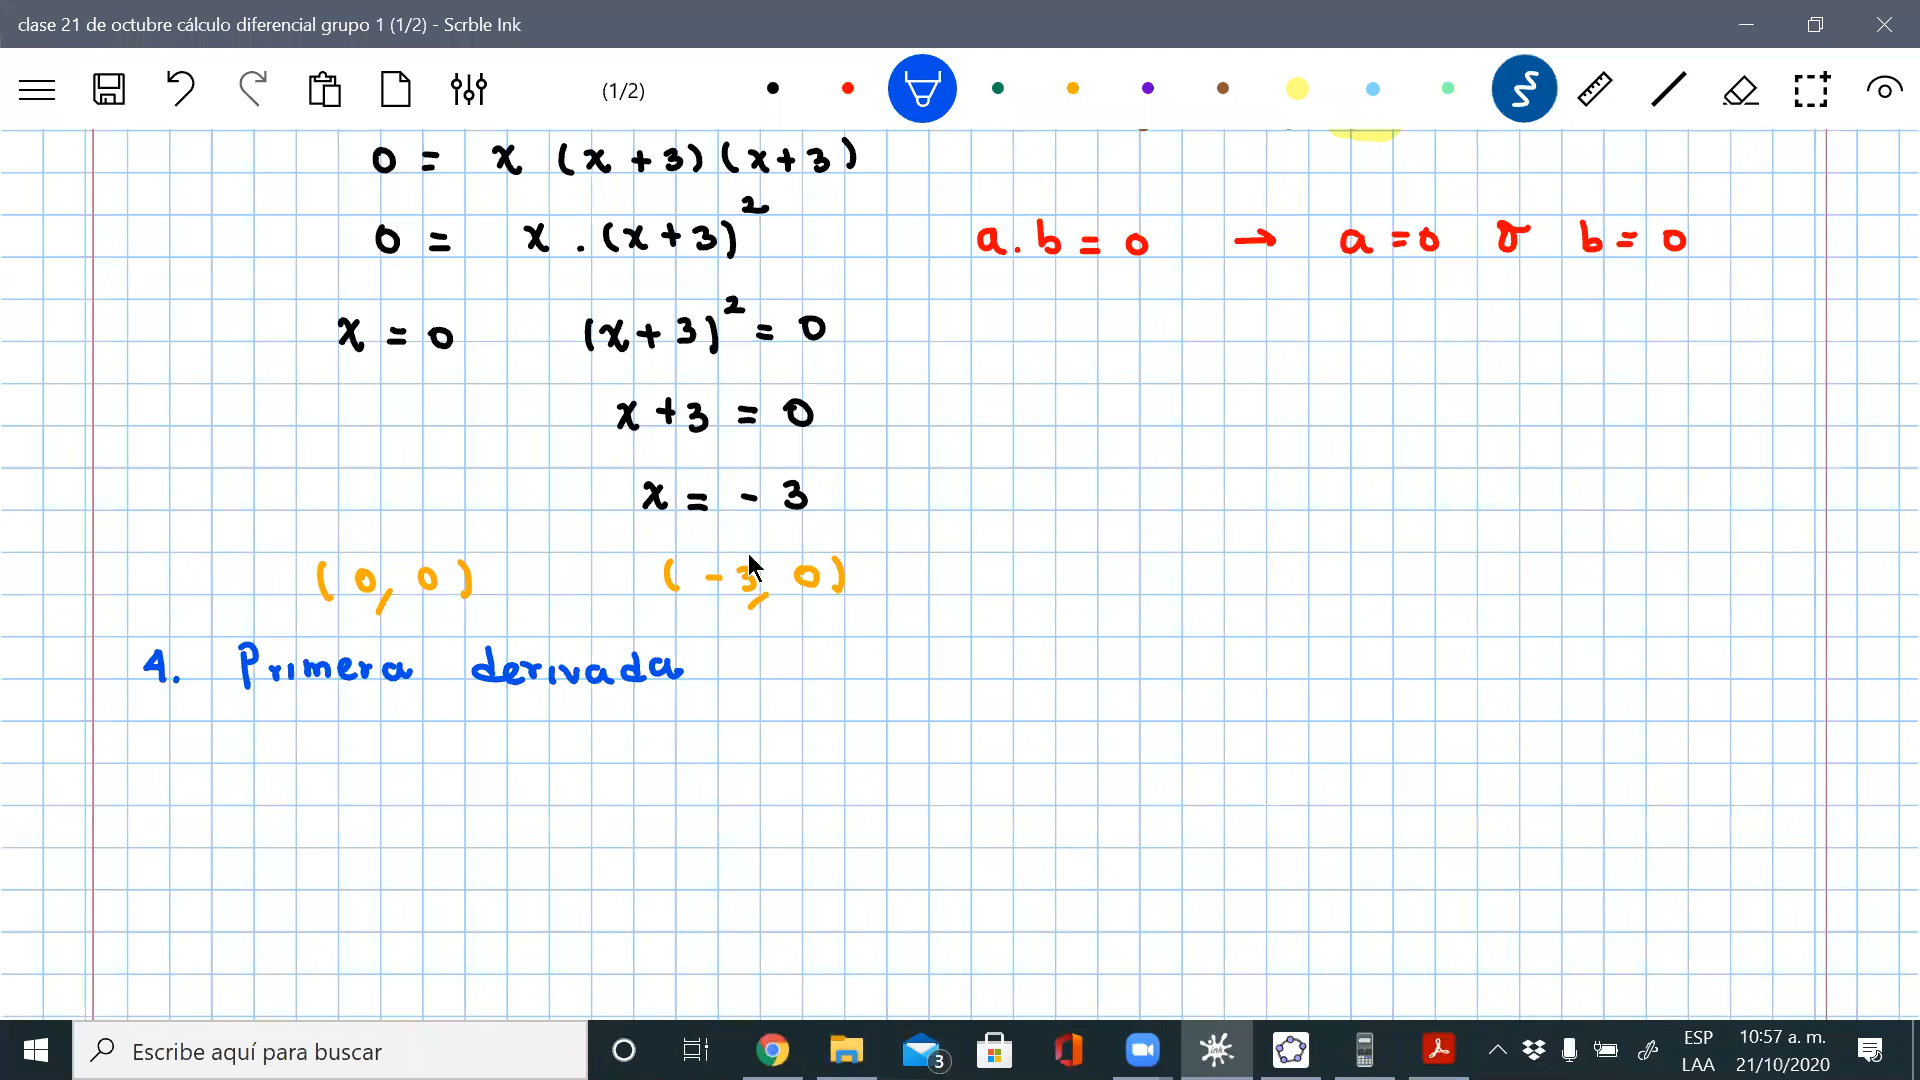 clase 21 de octubre cálculo diferencial grupo 1 (1/2) - Scrble Ink
(1/2)
0 = x (x + 3) (x + 3)
0 = x . (x + 3)²
a . b = 0 → a = 0 ó b = 0
x = 0 (x + 3)² = 0
x + 3 = 0
x = - 3
(0, 0) (-3, 0)
4. Primera derivada
Escribe aquí para buscar
3
ESP
LAA
10:57 a. m.
21/10/2020